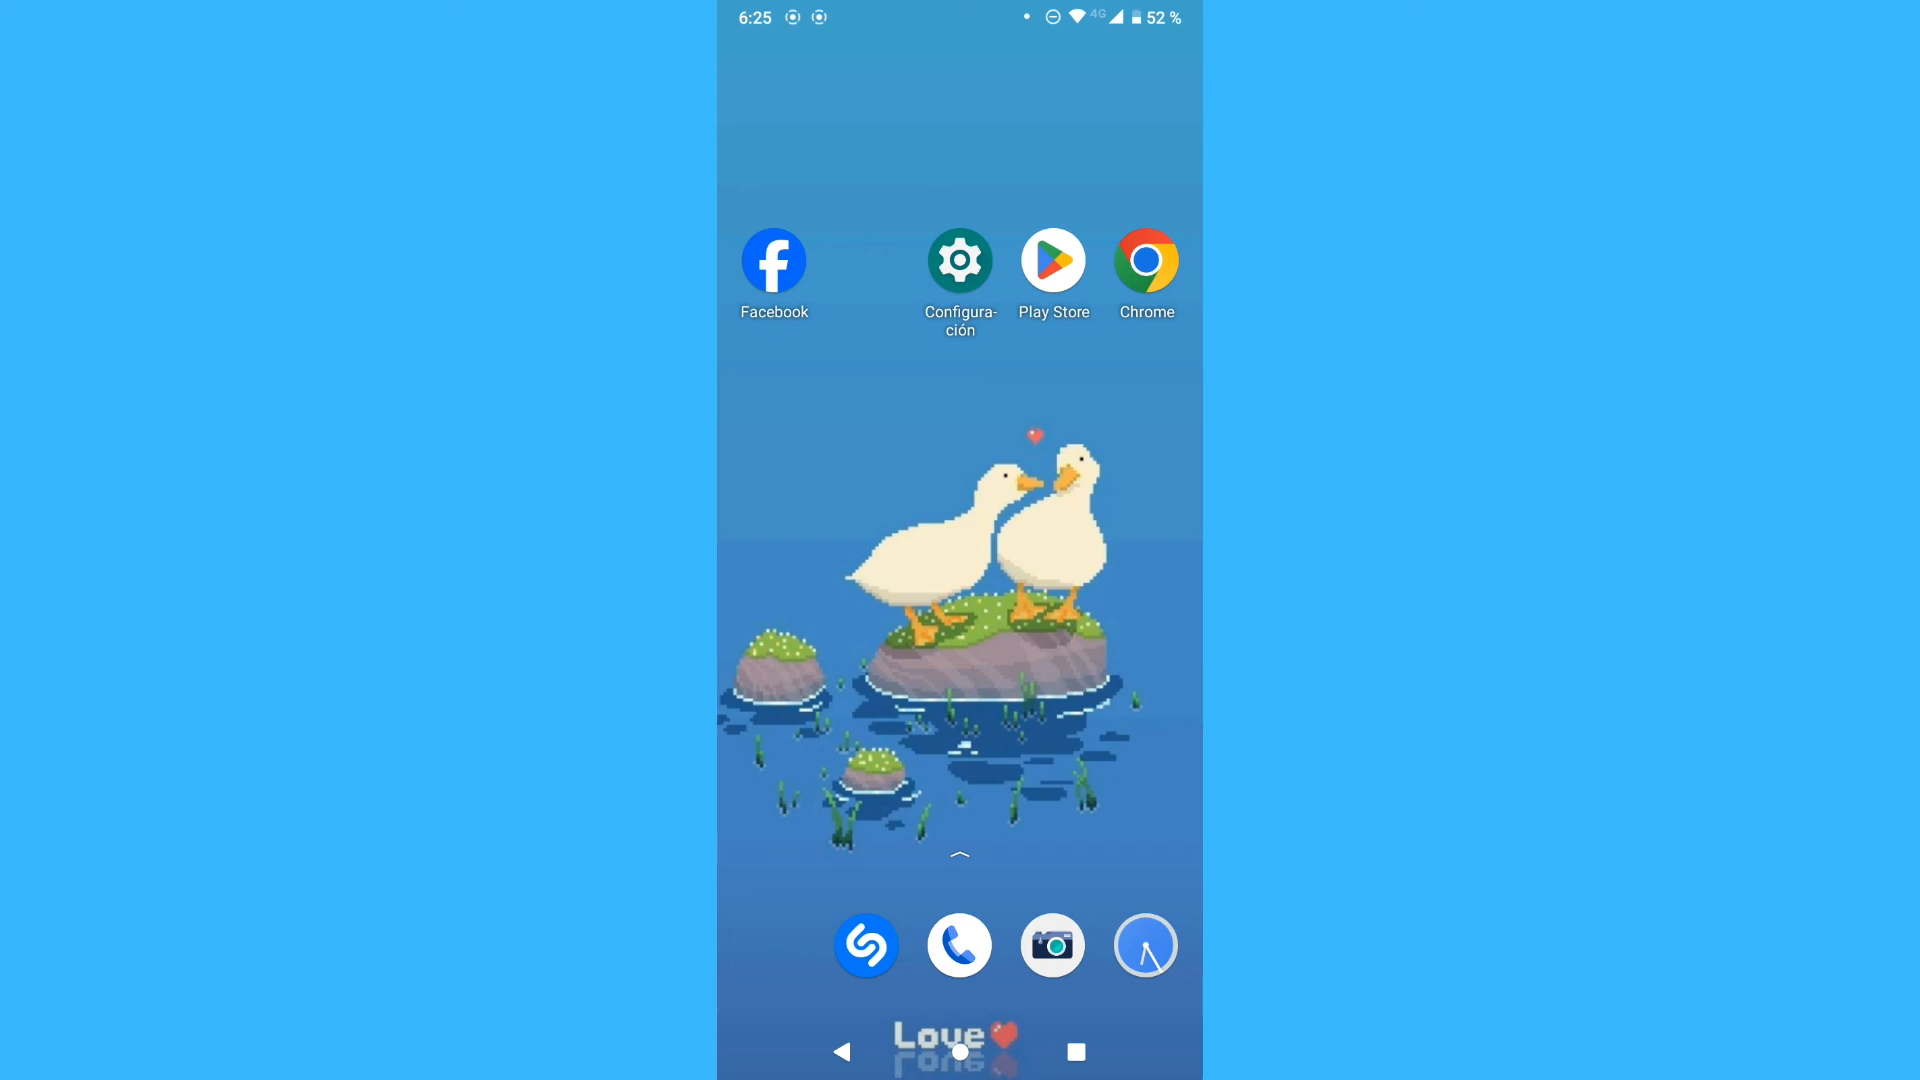 6:25
4G
52 %
Facebook
Configura-
ción
Play Store
Chrome
Love